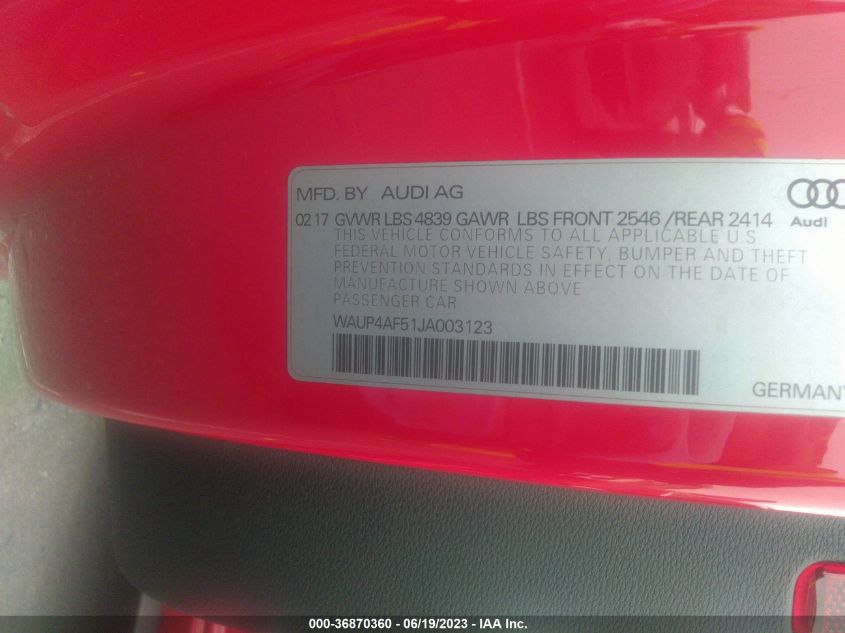 MFD. BY AUDI AG
02 17 GVWR LBS 4839 GAWR LBS FRONT 2546 /REAR 2414
Audi
THIS VEHICLE CONFORMS TO ALL APPLICABLE U S
FEDERAL MOTOR VEHICLE SAFETY, BUMPER AND THEFT
PREVENTION STANDARDS IN EFFECT ON THE DATE OF
MANUFACTURE SHOWN ABOVE
PASSENGER CAR
WAUP4AF51JA003123
GERMANY
000-36870360 - 06/19/2023 - IAA Inc.